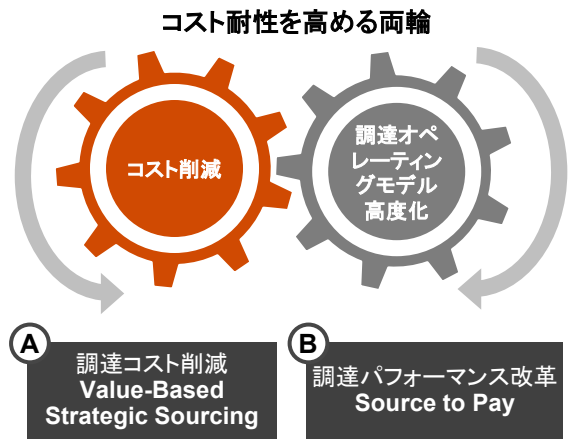 コスト耐性を高める両輪
コスト削減
調達オペ
レーティン
グモデル
高度化
A
調達コスト削減
Value-Based
Strategic Sourcing
B
調達パフォーマンス改革
Source to Pay